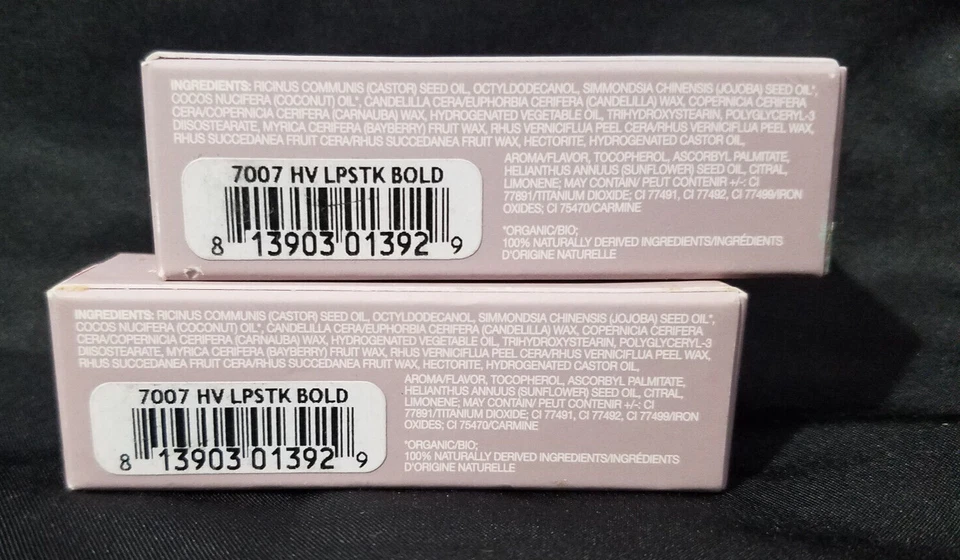 INGREDIENTS: RICINUS COMMUNIS (CASTOR) SEED OIL, OCTYLDODECANOL, SIMMONDSIA CHINENSIS (JOJOBA) SEED OIL*,
COCOS NUCIFERA (COCONUT) OIL*, CANDELILLA CERA/EUPHORBIA CERIFERA (CANDELILLA) WAX, COPERNICIA CERIFERA
CERA/COPERNICIA CERIFERA (CARNAUBA) WAX, HYDROGENATED VEGETABLE OIL, TRIHYDROXYSTEARIN, POLYGLYCERYL-3
DIISOSTEARATE, MYRICA CERIFERA (BAYBERRY) FRUIT WAX, RHUS VERNICIFLUA PEEL CERA/RHUS VERNICIFLUA PEEL WAX,
RHUS SUCCEDANEA FRUIT CERA/RHUS SUCCEDANEA FRUIT WAX, HECTORITE, HYDROGENATED CASTOR OIL,
AROMA/FLAVOR, TOCOPHEROL, ASCORBYL PALMITATE,
HELIANTHUS ANNUUS (SUNFLOWER) SEED OIL, CITRAL,
LIMONENE; MAY CONTAIN/ PEUT CONTENIR +/-: CI
77891/TITANIUM DIOXIDE; CI 77491, CI 77492, CI 77499/IRON
OXIDES; CI 75470/CARMINE
*ORGANIC/BIO;
100% NATURALLY DERIVED INGREDIENTS/INGRÉDIENTS
D'ORIGINE NATURELLE
7007 HV LPSTK BOLD
8 13903 01392 9
INGREDIENTS: RICINUS COMMUNIS (CASTOR) SEED OIL, OCTYLDODECANOL, SIMMONDSIA CHINENSIS (JOJOBA) SEED OIL*,
COCOS NUCIFERA (COCONUT) OIL*, CANDELILLA CERA/EUPHORBIA CERIFERA (CANDELILLA) WAX, COPERNICIA CERIFERA
CERA/COPERNICIA CERIFERA (CARNAUBA) WAX, HYDROGENATED VEGETABLE OIL, TRIHYDROXYSTEARIN, POLYGLYCERYL-3
DIISOSTEARATE, MYRICA CERIFERA (BAYBERRY) FRUIT WAX, RHUS VERNICIFLUA PEEL CERA/RHUS VERNICIFLUA PEEL WAX,
RHUS SUCCEDANEA FRUIT CERA/RHUS SUCCEDANEA FRUIT WAX, HECTORITE, HYDROGENATED CASTOR OIL,
AROMA/FLAVOR, TOCOPHEROL, ASCORBYL PALMITATE,
HELIANTHUS ANNUUS (SUNFLOWER) SEED OIL, CITRAL,
LIMONENE; MAY CONTAIN/ PEUT CONTENIR +/-: CI
77891/TITANIUM DIOXIDE; CI 77491, CI 77492, CI 77499/IRON
OXIDES; CI 75470/CARMINE
*ORGANIC/BIO;
100% NATURALLY DERIVED INGREDIENTS/INGRÉDIENTS
D'ORIGINE NATURELLE
7007 HV LPSTK BOLD
8 13903 01392 9